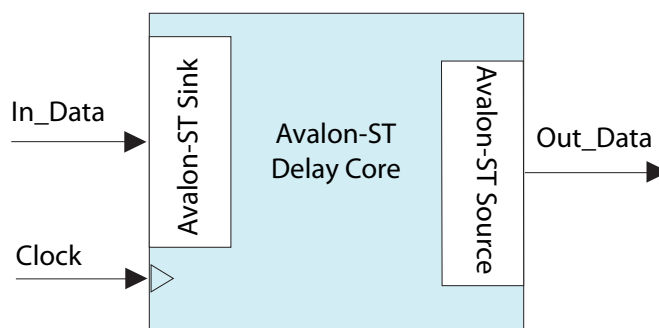 In_Data
Clock
Avalon-ST Sink
Avalon-ST
Delay Core
Avalon-ST Source
Out_Data